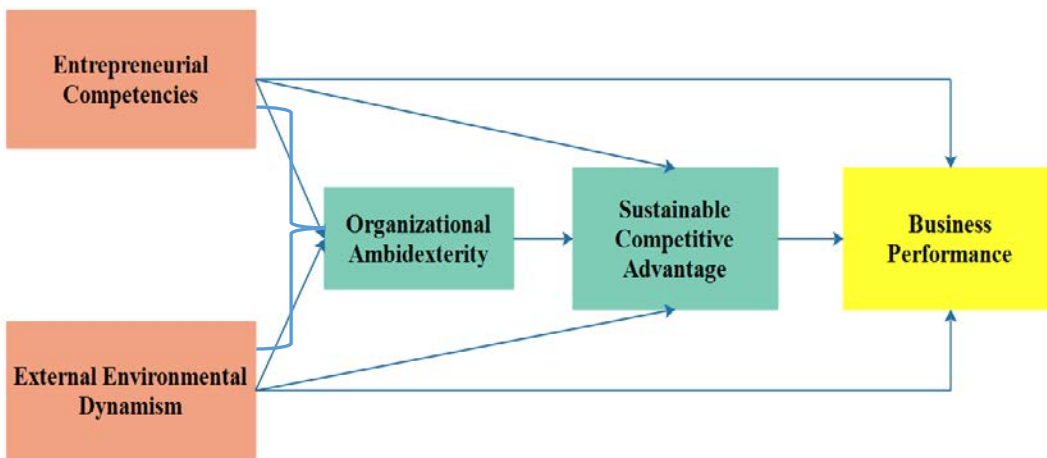 Entrepreneurial
Competencies
Organizational
Ambidexterity
Sustainable
Competitive
Advantage
Business
Performance
External Environmental
Dynamism